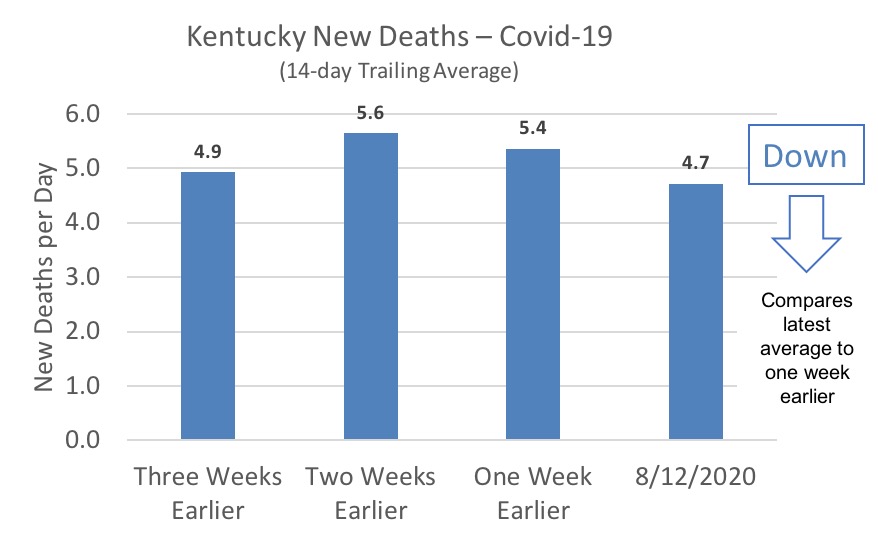 Kentucky New Deaths – Covid-19
(14-day Trailing Average)
New Deaths per Day
6.0
5.0
4.0
3.0
2.0
1.0
0.0
4.9
5.6
5.4
4.7
Three Weeks
Earlier
Two Weeks
Earlier
One Week
Earlier
8/12/2020
Down
Compares
latest
average to
one week
earlier